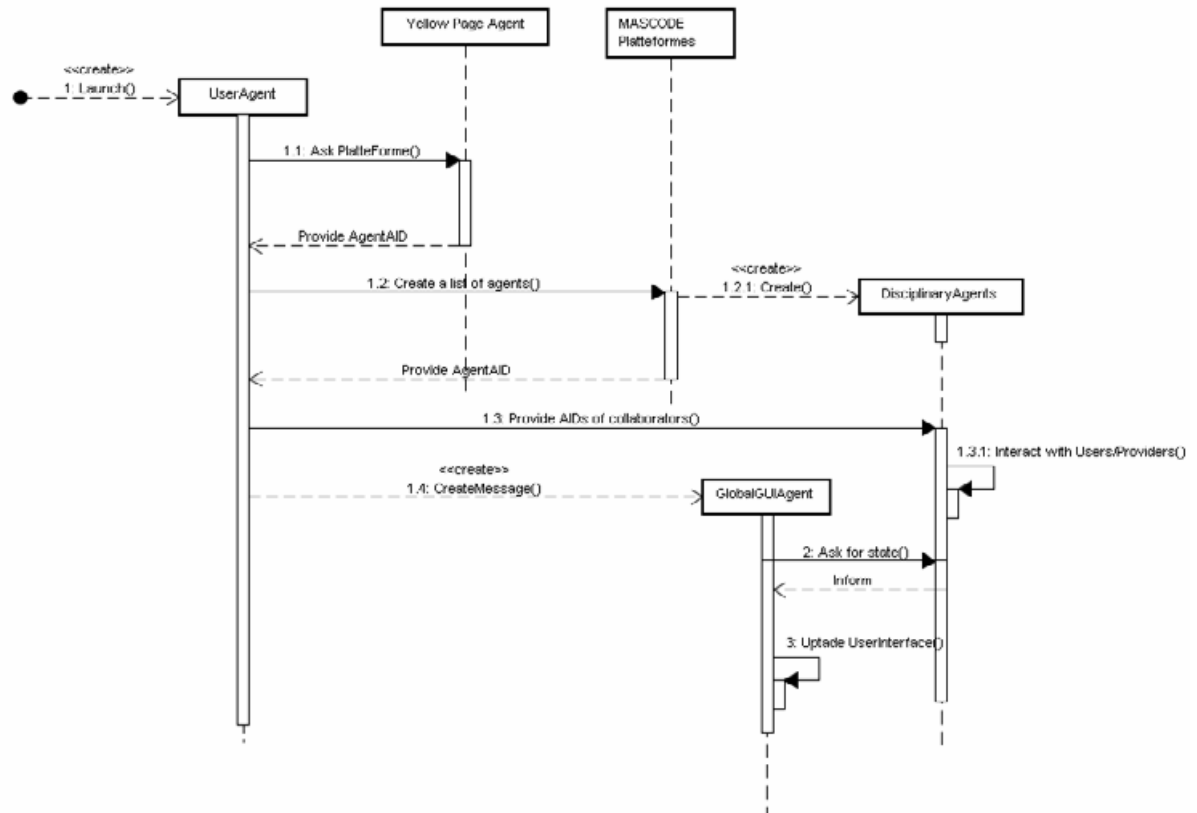 Yellow Page Agent
MASCODE
Platteformes
<<create>>
1: Launch()
UserAgent
1.1: Ask PlatteForme()
Provide AgentAID
<<create>>
1.2: Create a list of agents()
1.2.1: Create()
DisciplinaryAgents
Provide AgentAID
1.3: Provide AIDs of collaborators()
1.3.1: Interact with Users/Providers()
<<create>>
1.4: CreateMessage()
GlobalGUIAgent
2: Ask for state()
Inform
3: Uptade UserInterface()